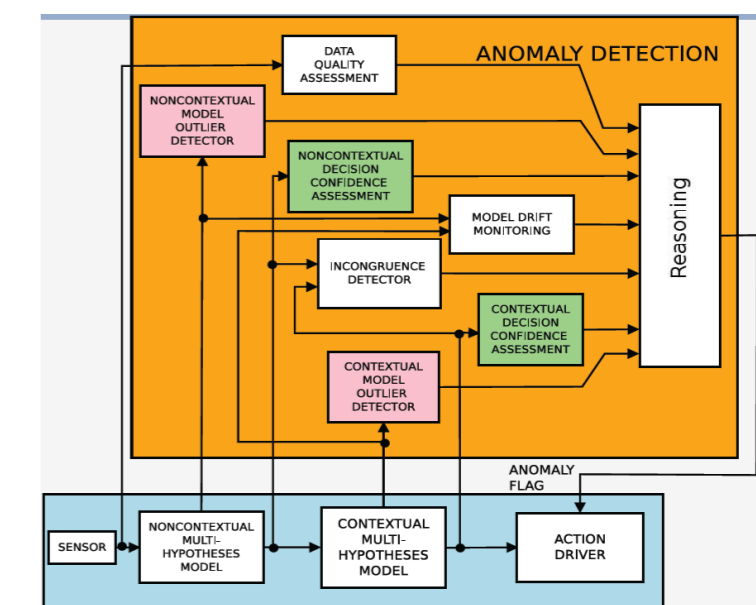 ANOMALY DETECTION
DATA
QUALITY
ASSESSMENT
NONCONTEXTUAL
MODEL
OUTLIER
DETECTOR
NONCONTEXTUAL
DECISION
CONFIDENCE
ASSESSMENT
MODEL DRIFT
MONITORING
INCONGRUENCE
DETECTOR
CONTEXTUAL
DECISION
CONFIDENCE
ASSESSMENT
CONTEXTUAL
MODEL
OUTLIER
DETECTOR
Reasoning
ANOMALY
FLAG
SENSOR
NONCONTEXTUAL
MULTI-
HYPOTHESES
MODEL
CONTEXTUAL
MULTI-
HYPOTHESES
MODEL
ACTION
DRIVER